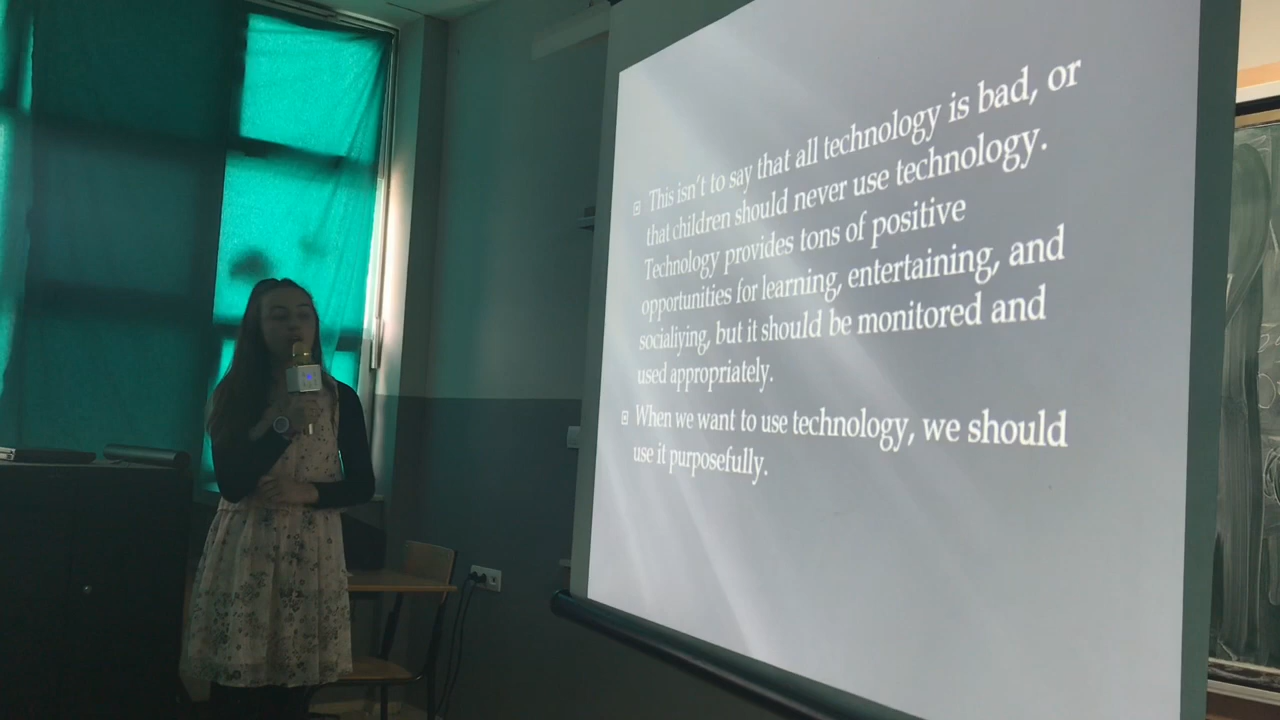 This isn't to say that all technology is bad, or
that children should never use technology.
Technology provides tons of positive
opportunities for learning, entertaining, and
socialiying, but it should be monitored and
used appropriately.
When we want to use technology, we should
use it purposefully.